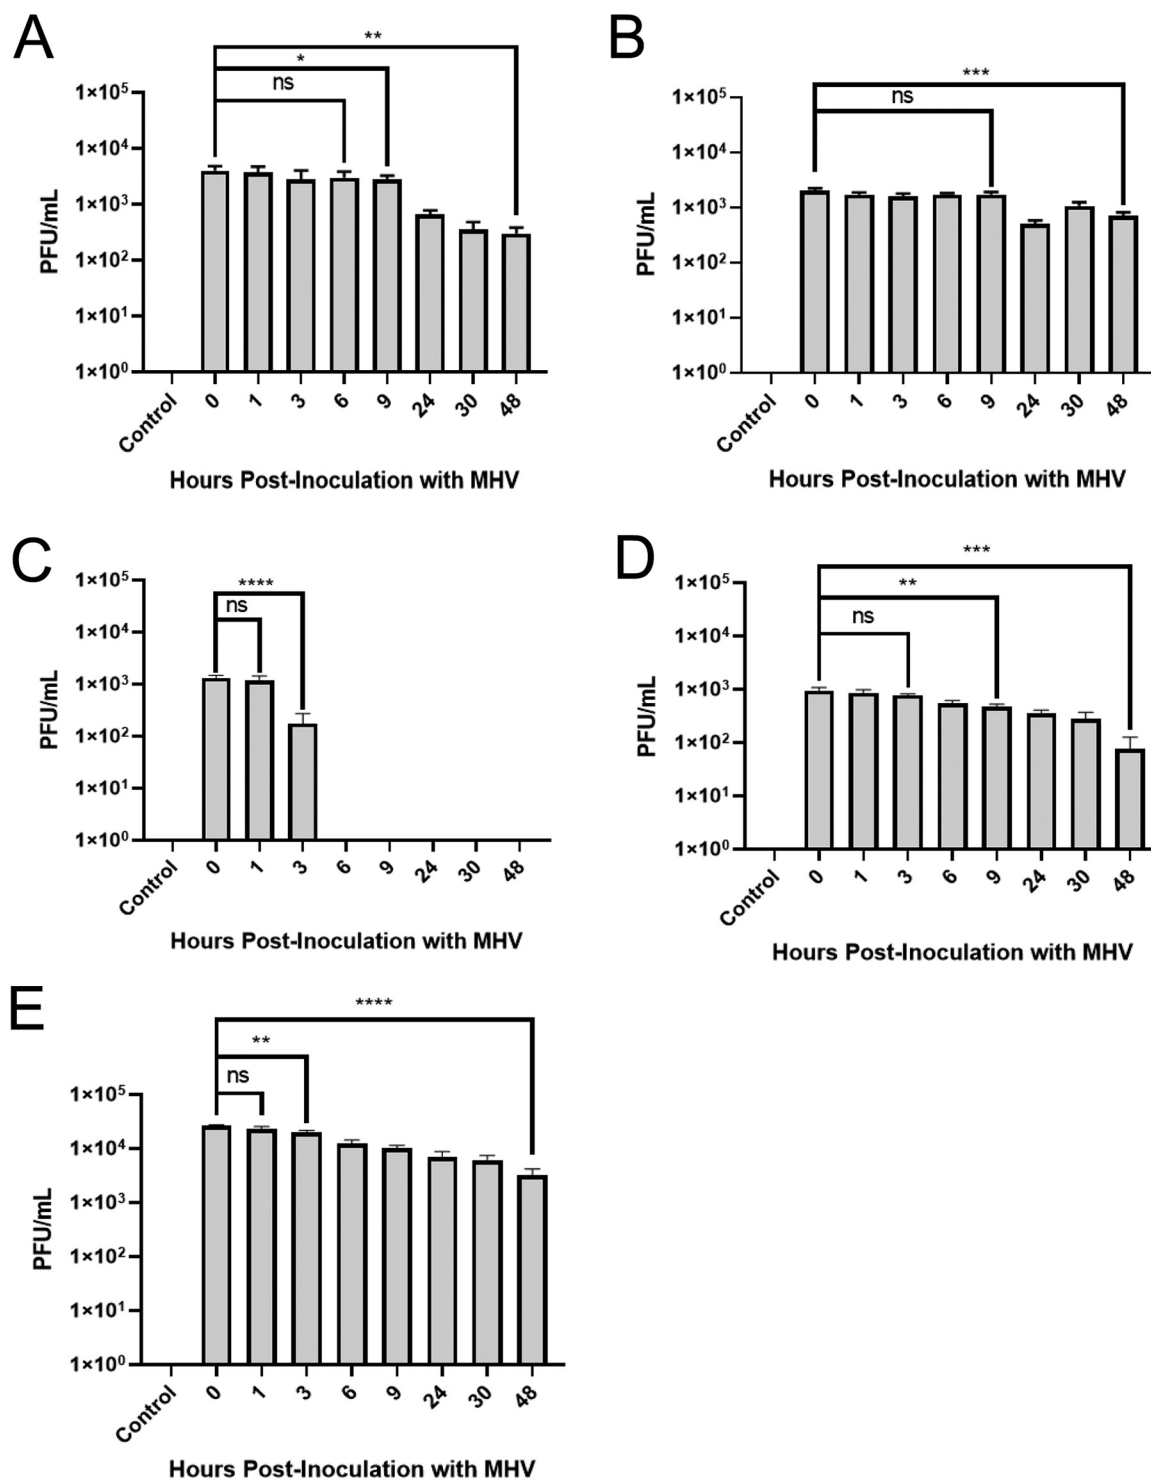 A
**
*
ns
1×10⁵
1×10⁴
1×10³
1×10²
1×10¹
1×10⁰
PFU/mL
Control 0 1 3 6 9 24 30 48
Hours Post-Inoculation with MHV
B
***
ns
1×10⁵
1×10⁴
1×10³
1×10²
1×10¹
1×10⁰
PFU/mL
Control 0 1 3 6 9 24 30 48
Hours Post-Inoculation with MHV
C
****
ns
1×10⁵
1×10⁴
1×10³
1×10²
1×10¹
1×10⁰
PFU/mL
Control 0 1 3 6 9 24 30 48
Hours Post-Inoculation with MHV
D
***
**
ns
1×10⁵
1×10⁴
1×10³
1×10²
1×10¹
1×10⁰
PFU/mL
Control 0 1 3 6 9 24 30 48
Hours Post-Inoculation with MHV
E
****
**
ns
1×10⁵
1×10⁴
1×10³
1×10²
1×10¹
1×10⁰
PFU/mL
Control 0 1 3 6 9 24 30 48
Hours Post-Inoculation with MHV